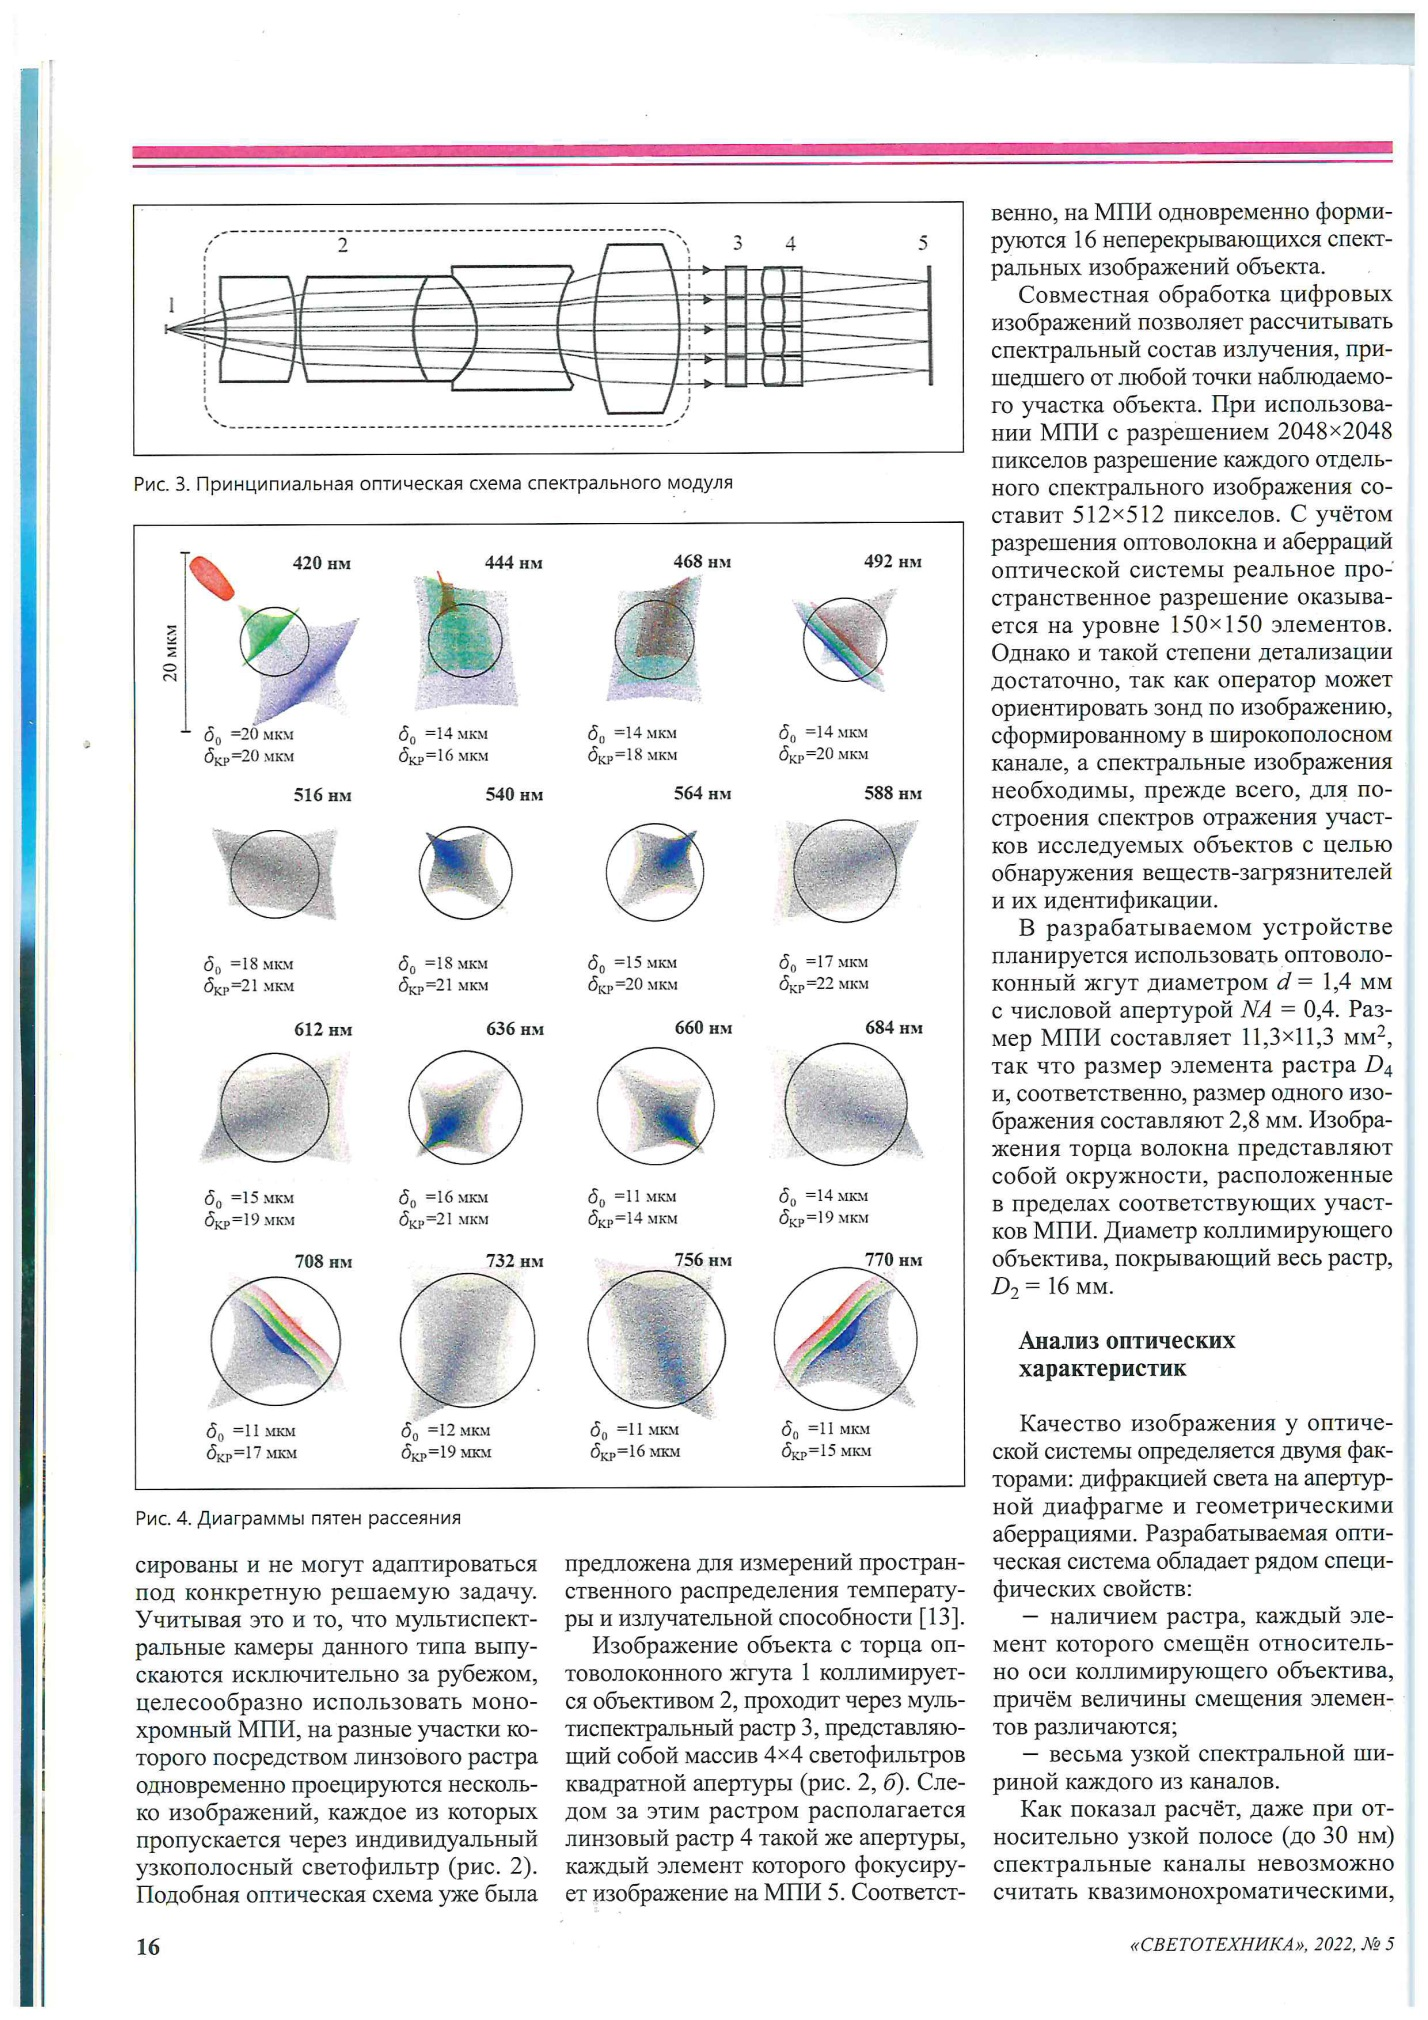 2
3
4
5
1
Рис. 3. Принципиальная оптическая схема спектрального модуля
20 мкм
420 нм
444 нм
468 нм
492 нм
δ₀ =20 мкм
δКР=20 мкм
δ₀ =14 мкм
δКР=16 мкм
δ₀ =14 мкм
δКР=18 мкм
δ₀ =14 мкм
δКР=20 мкм
516 нм
540 нм
564 нм
588 нм
δ₀ =18 мкм
δКР=21 мкм
δ₀ =18 мкм
δКР=21 мкм
δ₀ =15 мкм
δКР=20 мкм
δ₀ =17 мкм
δКР=22 мкм
612 нм
636 нм
660 нм
684 нм
δ₀ =15 мкм
δКР=19 мкм
δ₀ =16 мкм
δКР=21 мкм
δ₀ =11 мкм
δКР=14 мкм
δ₀ =14 мкм
δКР=19 мкм
708 нм
732 нм
756 нм
770 нм
δ₀ =11 мкм
δКР=17 мкм
δ₀ =12 мкм
δКР=19 мкм
δ₀ =11 мкм
δКР=16 мкм
δ₀ =11 мкм
δКР=15 мкм
Рис. 4. Диаграммы пятен рассеяния
сированы и не могут адаптироваться
под конкретную решаемую задачу.
Учитывая это и то, что мультиспект-
ральные камеры данного типа выпу-
скаются исключительно за рубежом,
целесообразно использовать моно-
хромный МПИ, на разные участки ко-
торого посредством линзового растра
одновременно проецируются несколь-
ко изображений, каждое из которых
пропускается через индивидуальный
узкополосный светофильтр (рис. 2).
Подобная оптическая схема уже была
предложена для измерений простран-
ственного распределения температу-
ры и излучательной способности [13].
Изображение объекта с торца оп-
товолоконного жгута 1 коллимирует-
ся объективом 2, проходит через муль-
тиспектральный растр 3, представляю-
щий собой массив 4×4 светофильтров
квадратной апертуры (рис. 2, б). Сле-
дом за этим растром располагается
линзовый растр 4 такой же апертуры,
каждый элемент которого фокусиру-
ет изображение на МПИ 5. Соответст-
венно, на МПИ одновременно форми-
руются 16 неперекрывающихся спект-
ральных изображений объекта.
Совместная обработка цифровых
изображений позволяет рассчитывать
спектральный состав излучения, при-
шедшего от любой точки наблюдаемо-
го участка объекта. При использова-
нии МПИ с разрешением 2048×2048
пикселов разрешение каждого отдель-
ного спектрального изображения со-
ставит 512×512 пикселов. С учётом
разрешения оптоволокна и аберраций
оптической системы реальное про-
странственное разрешение оказыва-
ется на уровне 150×150 элементов.
Однако и такой степени детализации
достаточно, так как оператор может
ориентировать зонд по изображению,
сформированному в широкополосном
канале, а спектральные изображения
необходимы, прежде всего, для по-
строения спектров отражения участ-
ков исследуемых объектов с целью
обнаружения веществ-загрязнителей
и их идентификации.
В разрабатываемом устройстве
планируется использовать оптоволо-
конный жгут диаметром d = 1,4 мм
с числовой апертурой NA = 0,4. Раз-
мер МПИ составляет 11,3×11,3 мм²,
так что размер элемента растра D₄
и, соответственно, размер одного изо-
бражения составляют 2,8 мм. Изобра-
жения торца волокна представляют
собой окружности, расположенные
в пределах соответствующих участ-
ков МПИ. Диаметр коллимирующего
объектива, покрывающий весь растр,
D₂ = 16 мм.
Анализ оптических
характеристик
Качество изображения у оптиче-
ской системы определяется двумя фак-
торами: дифракцией света на апертур-
ной диафрагме и геометрическими
аберрациями. Разрабатываемая опти-
ческая система обладает рядом специ-
фических свойств:
— наличием растра, каждый эле-
мент которого смещён относитель-
но оси коллимирующего объектива,
причём величины смещения элемен-
тов различаются;
— весьма узкой спектральной ши-
риной каждого из каналов.
Как показал расчёт, даже при от-
носительно узкой полосе (до 30 нм)
спектральные каналы невозможно
считать квазимонохроматическими,
16
«СВЕТОТЕХНИКА», 2022, № 5